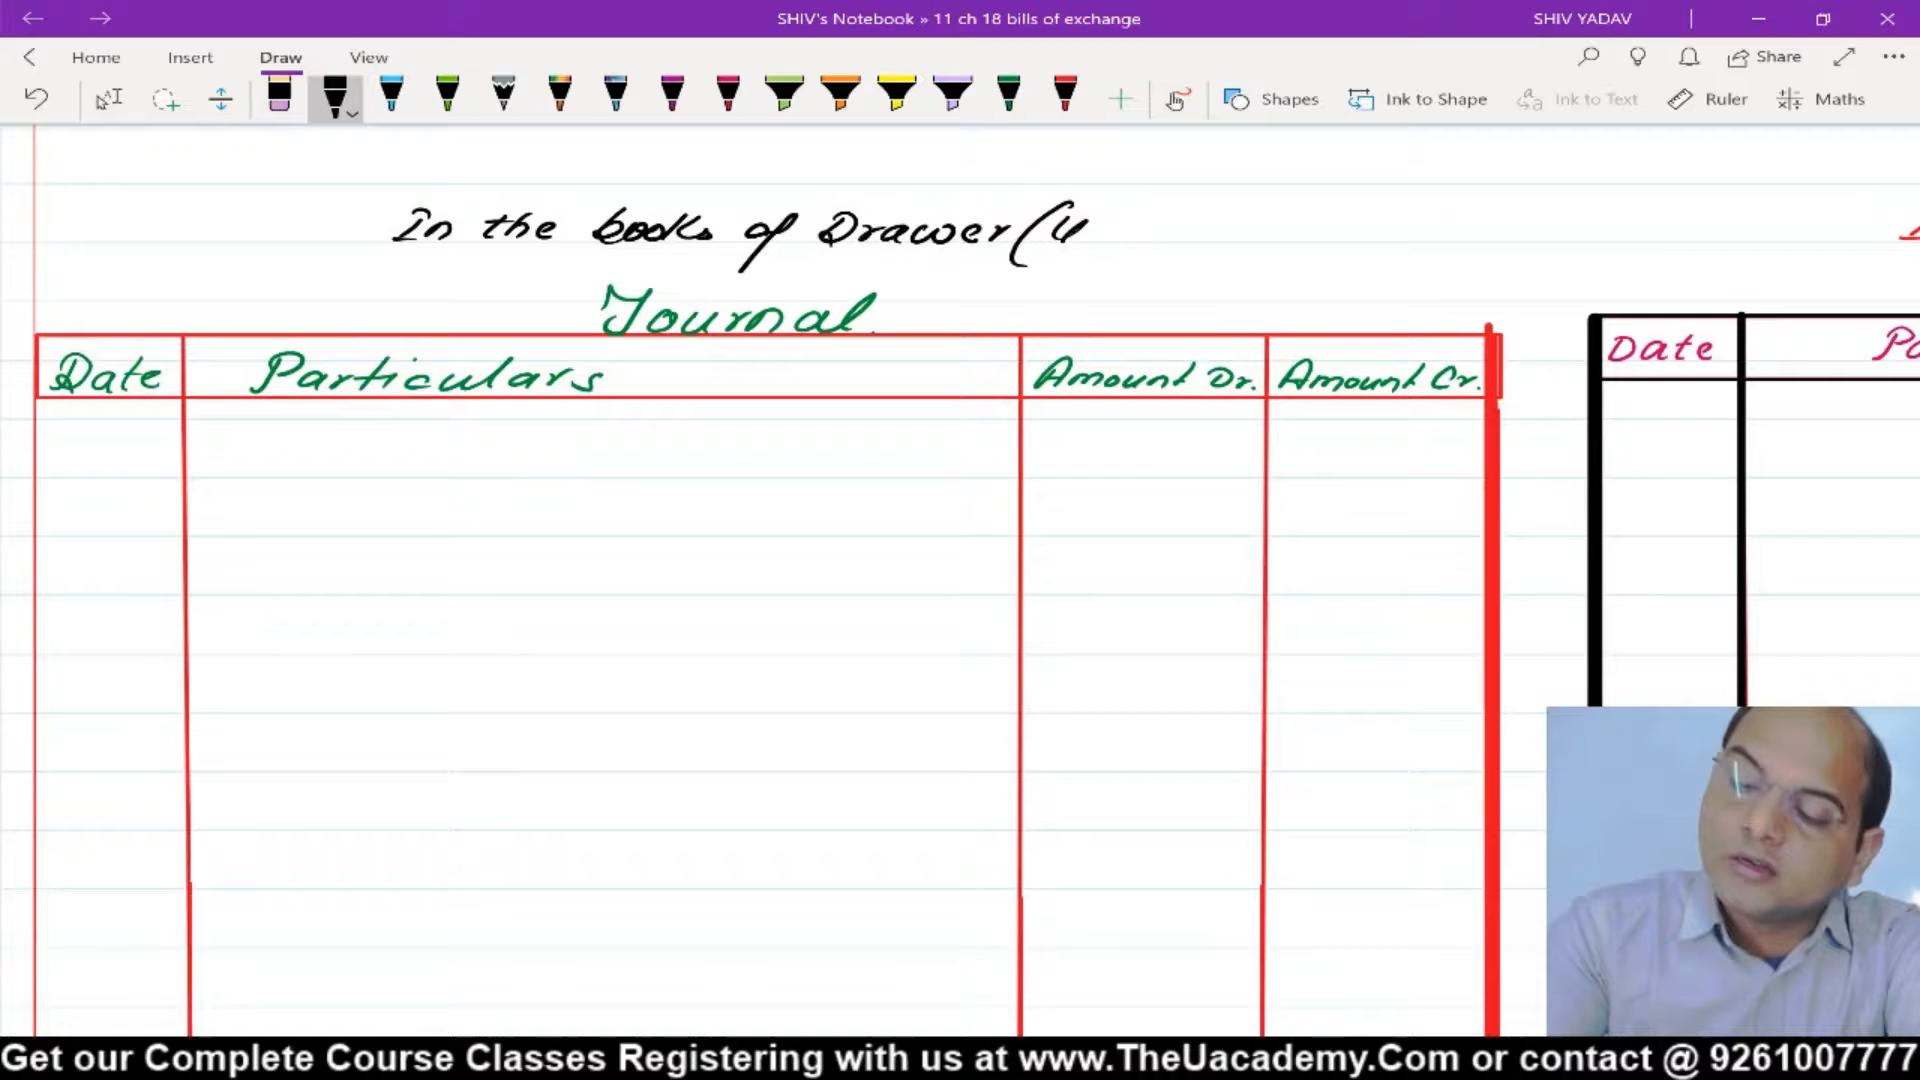 SHIV's Notebook » 11 ch 18 bills of exchange
SHIV YADAV
Home Insert Draw View
Share
Shapes Ink to Shape Ink to Text Ruler Maths
In the books of Drawer (
Journal.
Date Particulars Amount Dr. Amount Cr.
Date
Get our Complete Course Classes Registering with us at www.TheUacademy.Com or contact @ 9261007777